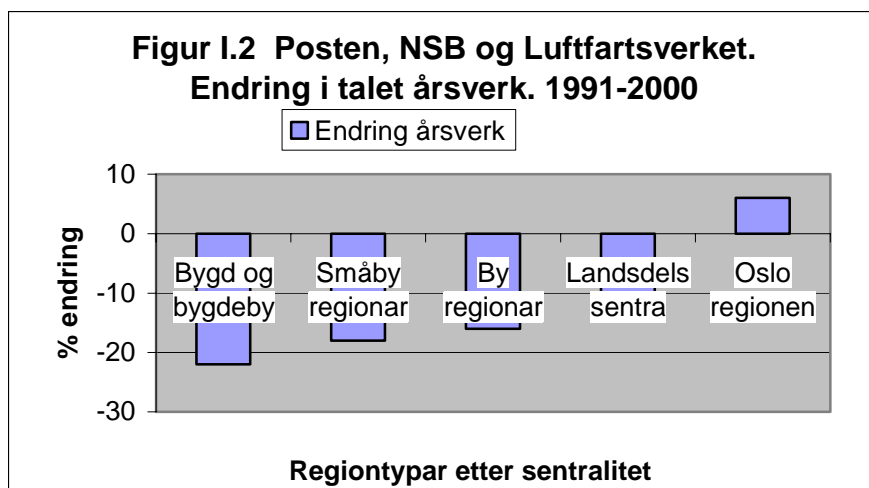 Figur I.2 Posten, NSB og Luftfartsverket.
Endring i talet årsverk. 1991-2000
Endring årsverk
% endring
10
0
-10
-20
-30
Bygd og
bygdeby
Småby
regionar
By
regionar
Landsdels
sentra
Oslo
regionen
Regiontypar etter sentralitet